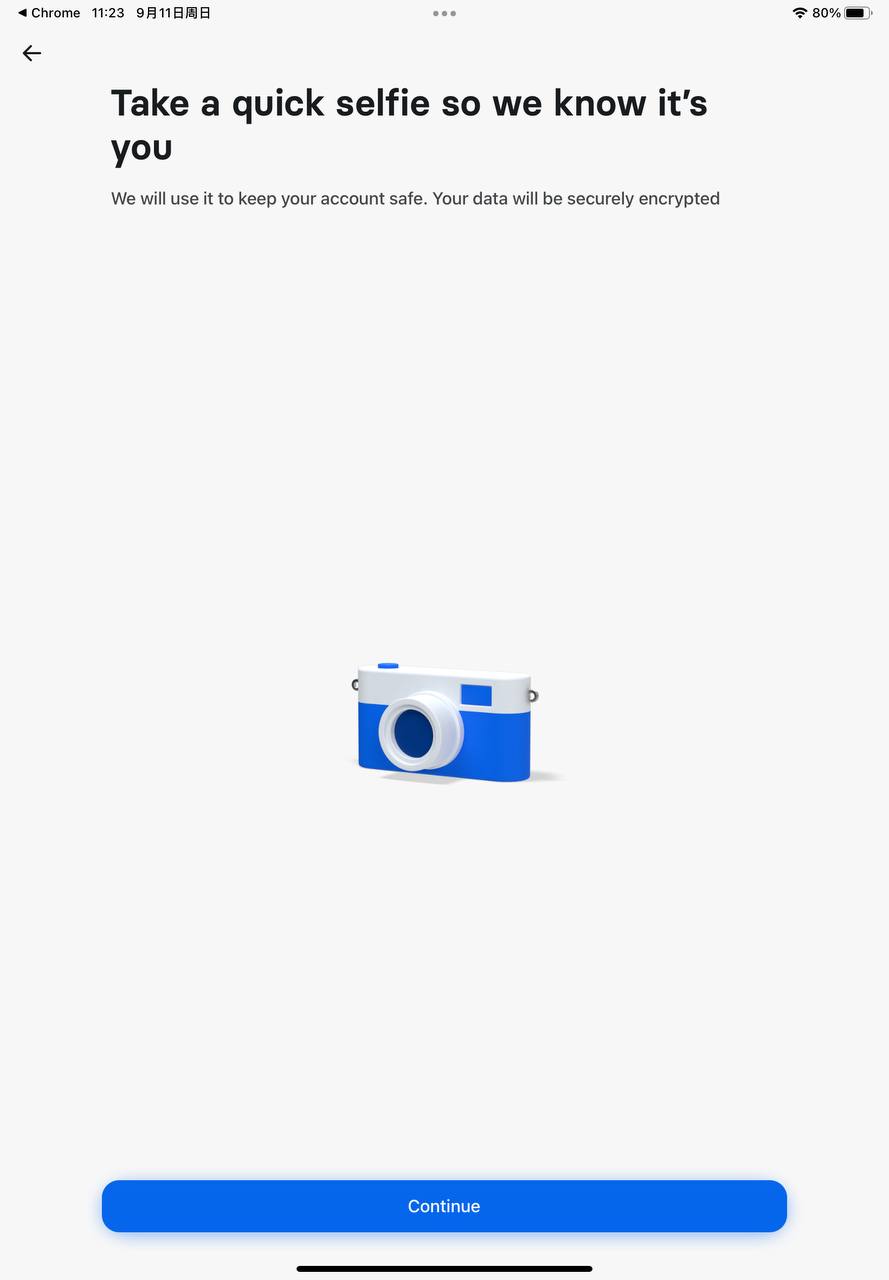 ◀ Chrome 11:23 9月11日周日 80%
Take a quick selfie so we know it’s
you
We will use it to keep your account safe. Your data will be securely encrypted
Continue